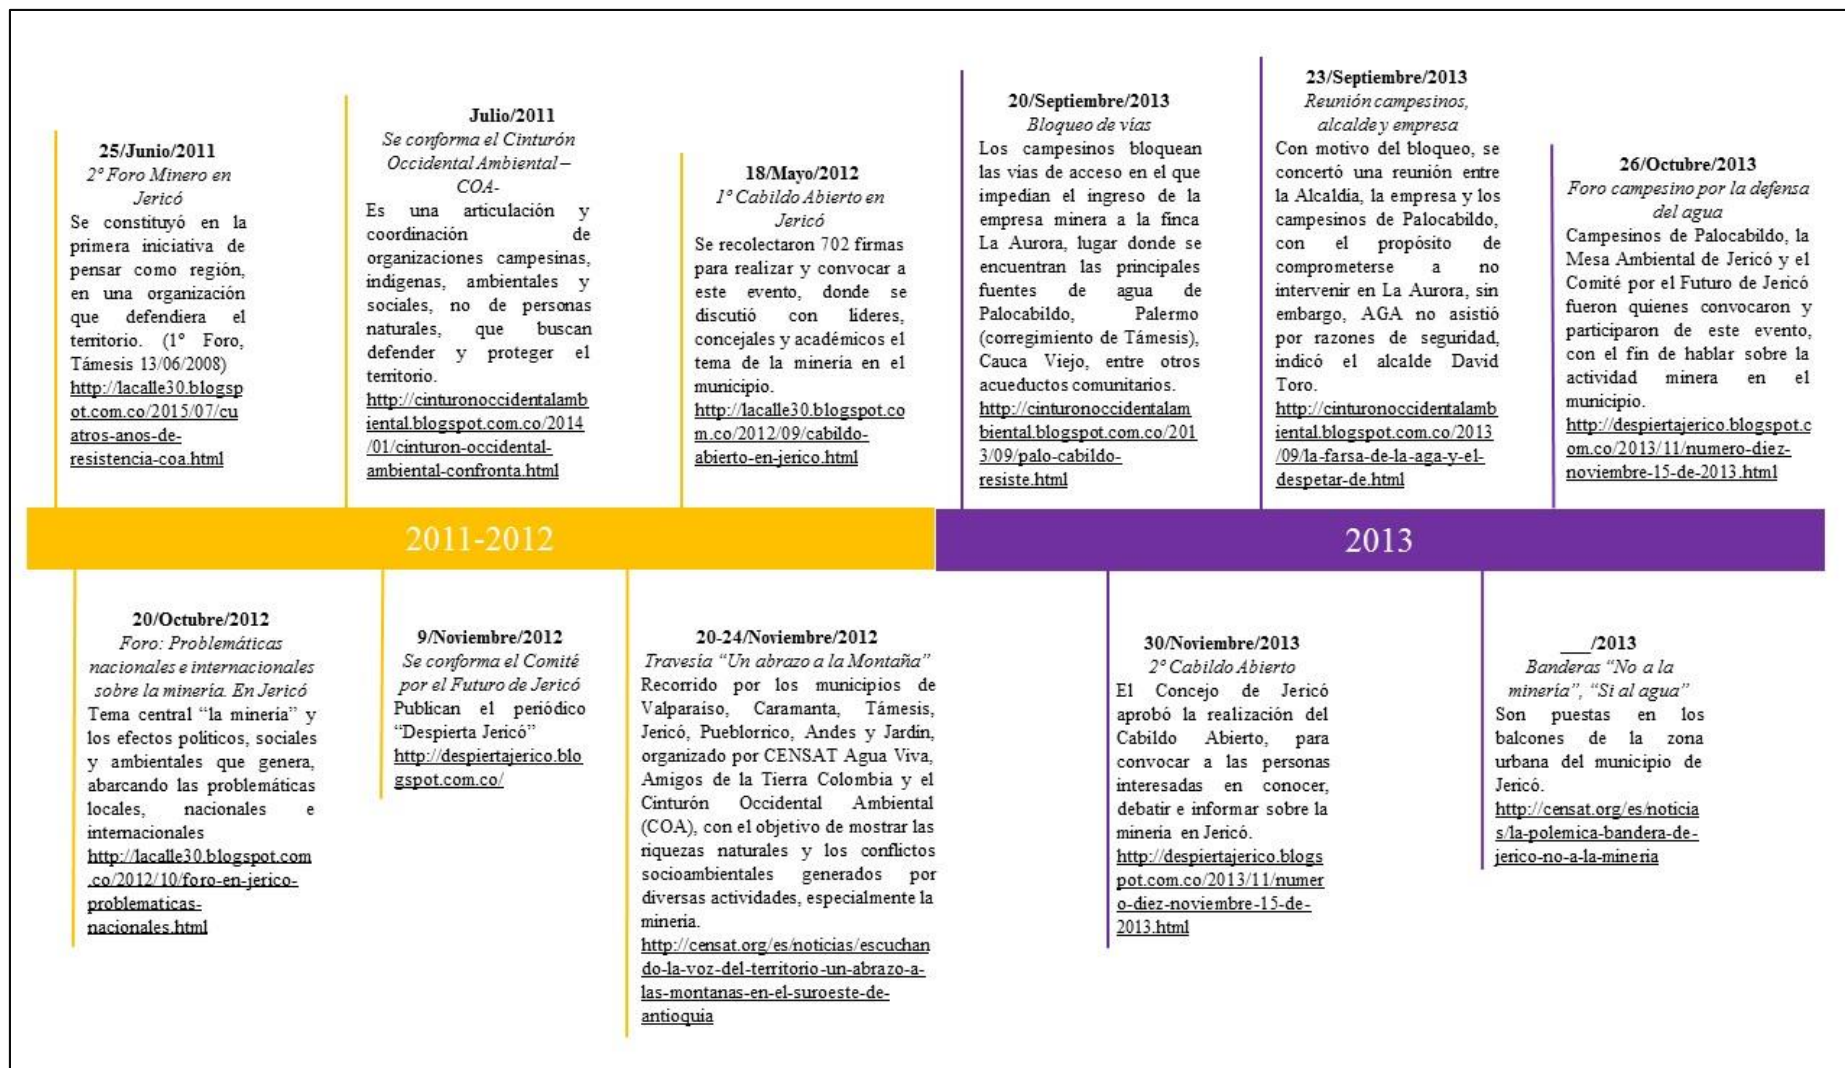 25/Junio/2011
2º Foro Minero en
Jericó
Se constituyó en la
primera iniciativa de
pensar como región,
en una organización
que defendiera el
territorio. (1º Foro,
Támesis 13/06/2008)
http://lacalle30.blogsp
ot.com.co/2015/07/cu
atros-anos-de-
resistencia-coa.html
Julio/2011
Se conforma el Cinturón
Occidental Ambiental –
COA-
Es una articulación y
coordinación de
organizaciones campesinas,
indígenas, ambientales y
sociales, no de personas
naturales, que buscan
defender y proteger el
territorio.
http://cinturonoccidentalamb
iental.blogspot.com.co/2014
/01/cinturon-occidental-
ambiental-confronta.html
18/Mayo/2012
1º Cabildo Abierto en
Jericó
Se recolectaron 702 firmas
para realizar y convocar a
este evento, donde se
discutió con líderes,
concejales y académicos el
tema de la minería en el
municipio.
http://lacalle30.blogspot.co
m.co/2012/09/cabildo-
abierto-en-jerico.html
20/Septiembre/2013
Bloqueo de vías
Los campesinos bloquean
las vías de acceso en el que
impedían el ingreso de la
empresa minera a la finca
La Aurora, lugar donde se
encuentran las principales
fuentes de agua de
Palocabildo, Palermo
(corregimiento de Támesis),
Cauca Viejo, entre otros
acueductos comunitarios.
http://cinturonoccidentalam
biental.blogspot.com.co/201
3/09/palo-cabildo-
resiste.html
23/Septiembre/2013
Reunión campesinos,
alcalde y empresa
Con motivo del bloqueo, se
concertó una reunión entre
la Alcaldía, la empresa y los
campesinos de Palocabildo,
con el propósito de
comprometerse a no
intervenir en La Aurora, sin
embargo, AGA no asistió
por razones de seguridad,
indicó el alcalde David
Toro.
http://cinturonoccidentalamb
iental.blogspot.com.co/2013
/09/la-farsa-de-la-aga-y-el-
despetar-de.html
26/Octubre/2013
Foro campesino por la defensa
del agua
Campesinos de Palocabildo, la
Mesa Ambiental de Jericó y el
Comité por el Futuro de Jericó
fueron quienes convocaron y
participaron de este evento,
con el fin de hablar sobre la
actividad minera en el
municipio.
http://despiertajerico.blogspot.c
om.co/2013/11/numero-diez-
noviembre-15-de-2013.html
2011-2012
2013
20/Octubre/2012
Foro: Problemáticas
nacionales e internacionales
sobre la minería. En Jericó
Tema central “la minería” y
los efectos políticos, sociales
y ambientales que genera,
abarcando las problemáticas
locales, nacionales e
internacionales
http://lacalle30.blogspot.com
.co/2012/10/foro-en-jerico-
problematicas-
nacionales.html
9/Noviembre/2012
Se conforma el Comité
por el Futuro de Jericó
Publican el periódico
“Despierta Jericó”
http://despiertajerico.blo
gspot.com.co/
20-24/Noviembre/2012
Travesía “Un abrazo a la Montaña”
Recorrido por los municipios de
Valparaíso, Caramanta, Támesis,
Jericó, Pueblorrico, Andes y Jardín,
organizado por CENSAT Agua Viva,
Amigos de la Tierra Colombia y el
Cinturón Occidental Ambiental
(COA), con el objetivo de mostrar las
riquezas naturales y los conflictos
socioambientales generados por
diversas actividades, especialmente la
minería.
http://censat.org/es/noticias/escuchan
do-la-voz-del-territorio-un-abrazo-a-
las-montanas-en-el-suroeste-de-
antioquia
30/Noviembre/2013
2º Cabildo Abierto
El Concejo de Jericó
aprobó la realización del
Cabildo Abierto, para
convocar a las personas
interesadas en conocer,
debatir e informar sobre la
minería en Jericó.
http://despiertajerico.blogs
pot.com.co/2013/11/numer
o-diez-noviembre-15-de-
2013.html
___/2013
Banderas “No a la
minería”, “Si al agua”
Son puestas en los
balcones de la zona
urbana del municipio de
Jericó.
http://censat.org/es/noticia
s/la-polemica-bandera-de-
jerico-no-a-la-mineria